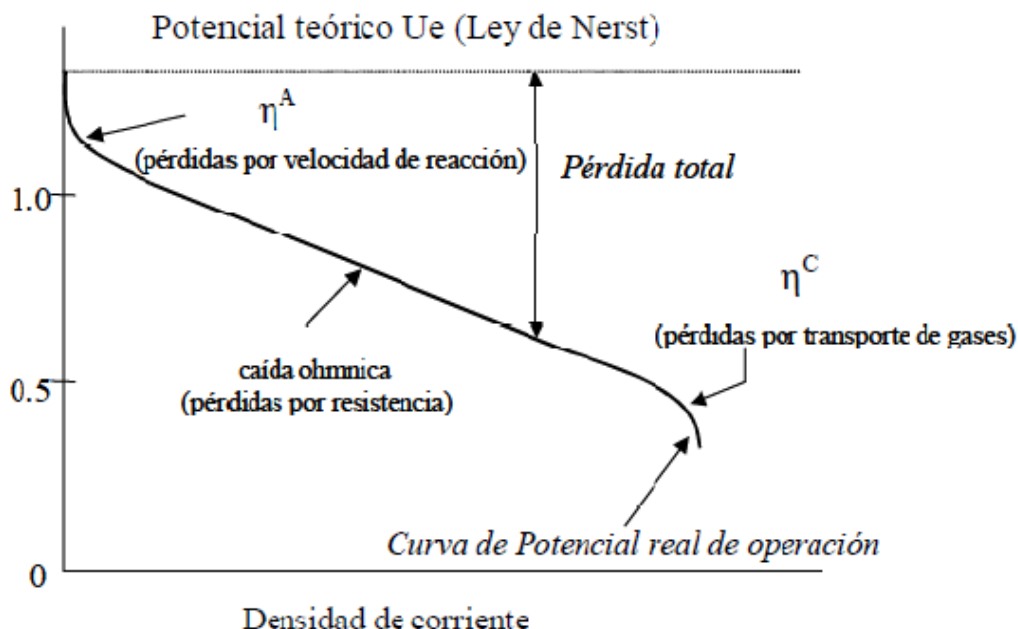 Potencial teórico Ue (Ley de Nerst)
η^A
(pérdidas por velocidad de reacción)
Pérdida total
1.0
η^C
(pérdidas por transporte de gases)
caída ohmnica
(pérdidas por resistencia)
0.5
Curva de Potencial real de operación
0
Densidad de corriente